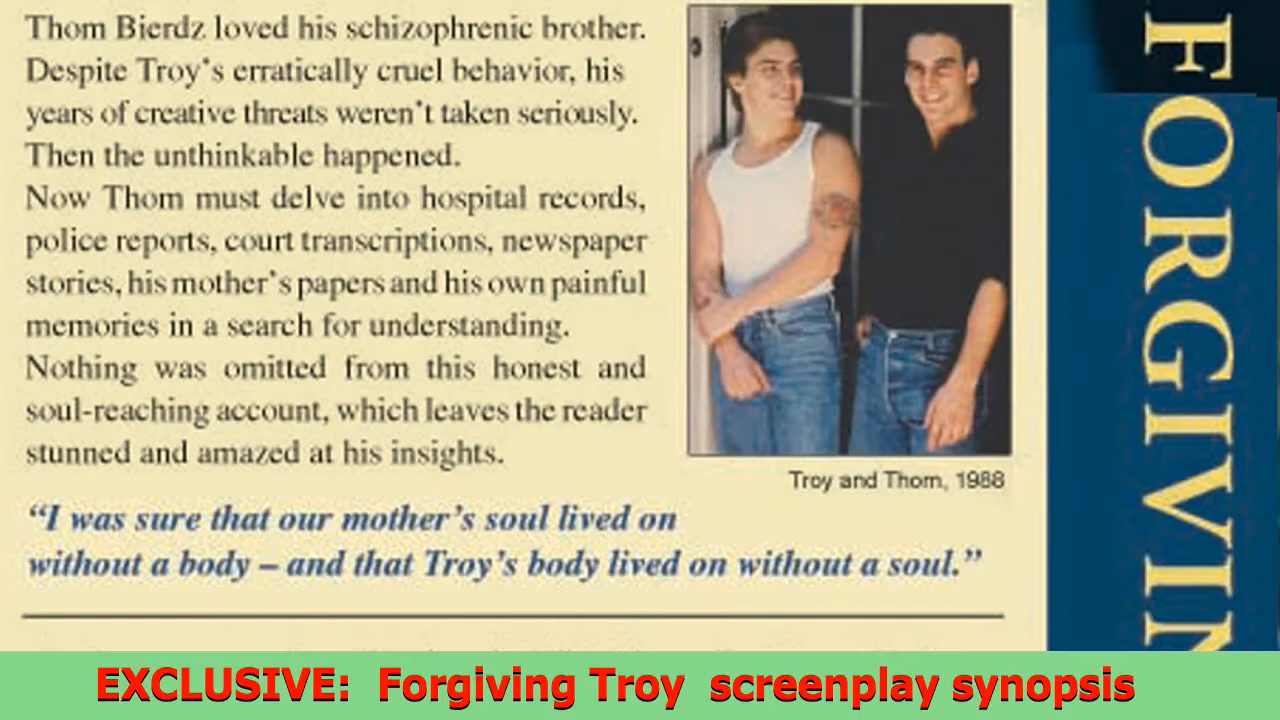 Thom Bierdz loved his schizophrenic brother.
Despite Troy's erratically cruel behavior, his
years of creative threats weren't taken seriously.
Then the unthinkable happened.
Now Thom must delve into hospital records,
police reports, court transcriptions, newspaper
stories, his mother's papers and his own painful
memories in a search for understanding.
Nothing was omitted from this honest and
soul-reaching account, which leaves the reader
stunned and amazed at his insights.
Troy and Thom, 1988
“I was sure that our mother's soul lived on
without a body – and that Troy's body lived on without a soul.”
FORGIVIN
EXCLUSIVE: Forgiving Troy screenplay synopsis